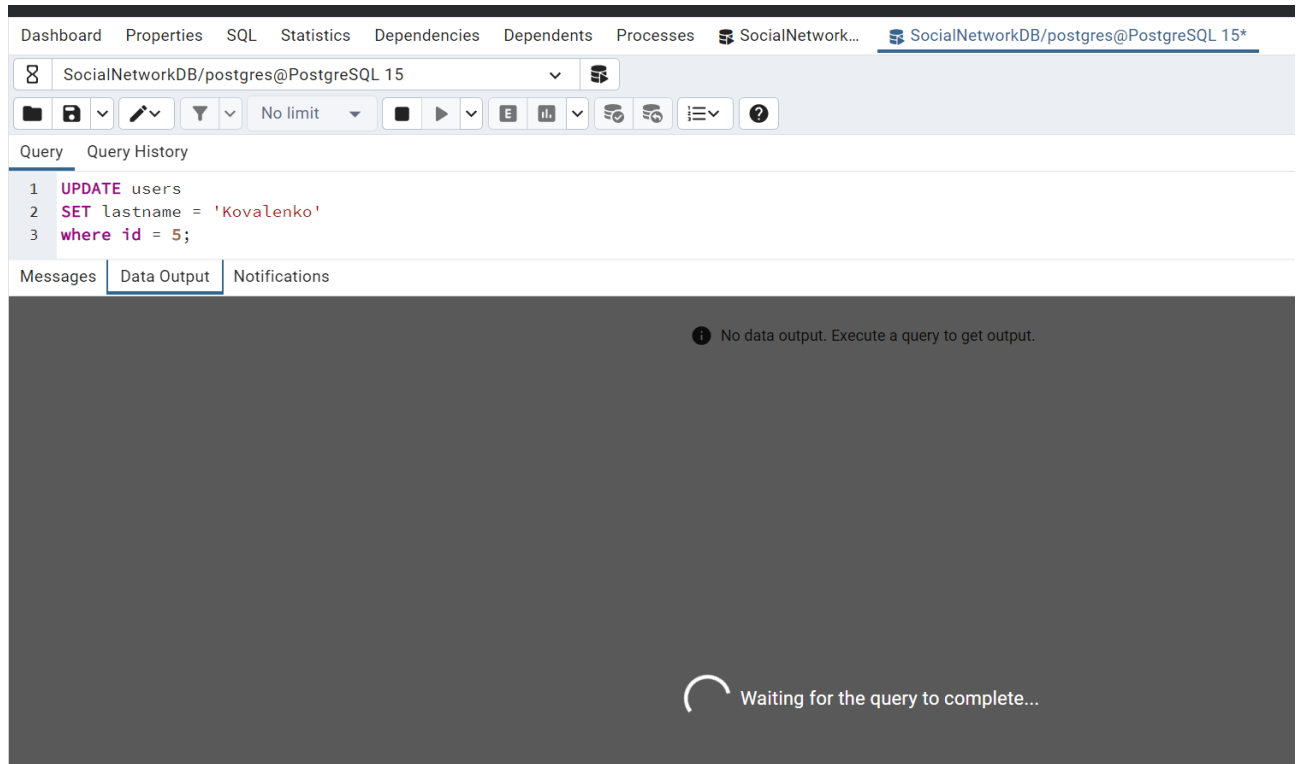 Dashboard Properties SQL Statistics Dependencies Dependents Processes SocialNetwork... SocialNetworkDB/postgres@PostgreSQL 15*
SocialNetworkDB/postgres@PostgreSQL 15
No limit E
Query Query History
1 UPDATE users
2 SET lastname = 'Kovalenko'
3 where id = 5;
Messages Data Output Notifications
No data output. Execute a query to get output.
Waiting for the query to complete...